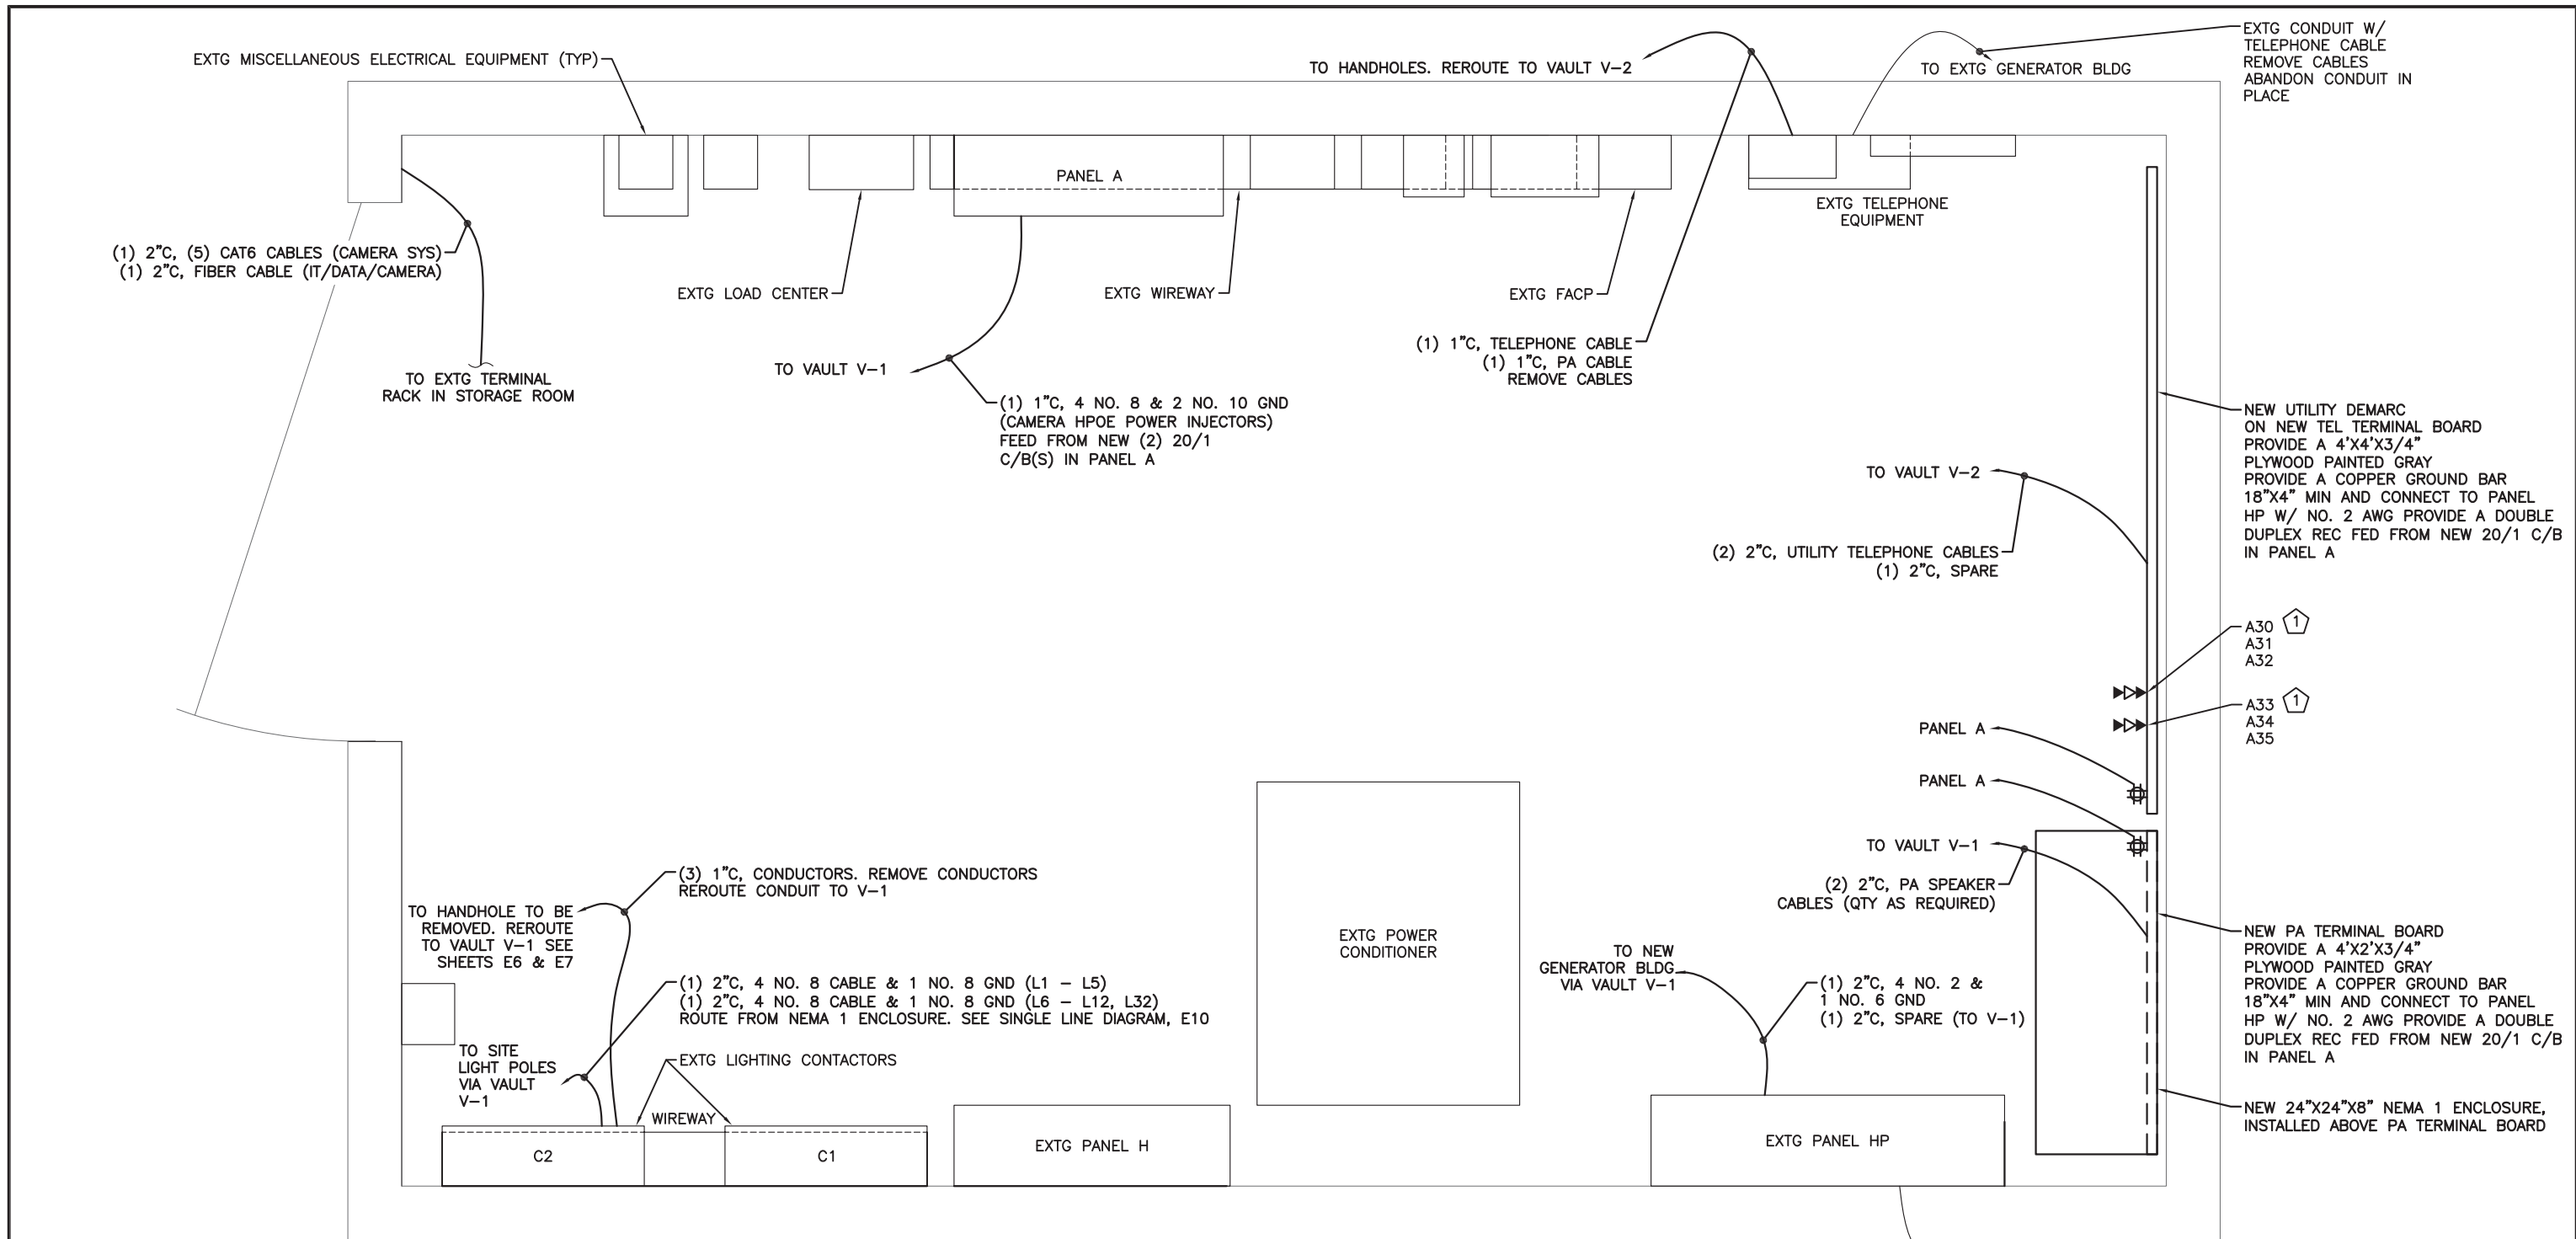 EXTG MISCELLANEOUS ELECTRICAL EQUIPMENT (TYP)
TO HANDHOLES. REROUTE TO VAULT V-2
TO EXTG GENERATOR BLDG
EXTG CONDUIT W/
TELEPHONE CABLE
REMOVE CABLES
ABANDON CONDUIT IN
PLACE
PANEL A
EXTG TELEPHONE
EQUIPMENT
(1) 2"C, (5) CAT6 CABLES (CAMERA SYS)
(1) 2"C, FIBER CABLE (IT/DATA/CAMERA)
EXTG LOAD CENTER
EXTG WIREWAY
EXTG FACP
TO EXTG TERMINAL
RACK IN STORAGE ROOM
TO VAULT V-1
(1) 1"C, 4 NO. 8 & 2 NO. 10 GND
(CAMERA HPOE POWER INJECTORS)
FEED FROM NEW (2) 20/1
C/B(S) IN PANEL A
(1) 1"C, TELEPHONE CABLE
(1) 1"C, PA CABLE
REMOVE CABLES
NEW UTILITY DEMARC
ON NEW TEL TERMINAL BOARD
PROVIDE A 4'X4'X3/4"
PLYWOOD PAINTED GRAY
PROVIDE A COPPER GROUND BAR
18"X4" MIN AND CONNECT TO PANEL
HP W/ NO. 2 AWG PROVIDE A DOUBLE
DUPLEX REC FED FROM NEW 20/1 C/B
IN PANEL A
TO VAULT V-2
(2) 2"C, UTILITY TELEPHONE CABLES
(1) 2"C, SPARE
A30 1
A31
A32
A33 1
A34
A35
PANEL A
PANEL A
TO VAULT V-1
(2) 2"C, PA SPEAKER
CABLES (QTY AS REQUIRED)
(3) 1"C, CONDUCTORS. REMOVE CONDUCTORS
REROUTE CONDUIT TO V-1
TO HANDHOLE TO BE
REMOVED. REROUTE
TO VAULT V-1 SEE
SHEETS E6 & E7
EXTG POWER
CONDITIONER
TO NEW
GENERATOR BLDG
VIA VAULT V-1
(1) 2"C, 4 NO. 2 &
1 NO. 6 GND
(1) 2"C, SPARE (TO V-1)
NEW PA TERMINAL BOARD
PROVIDE A 4'X2'X3/4"
PLYWOOD PAINTED GRAY
PROVIDE A COPPER GROUND BAR
18"X4" MIN AND CONNECT TO PANEL
HP W/ NO. 2 AWG PROVIDE A DOUBLE
DUPLEX REC FED FROM NEW 20/1 C/B
IN PANEL A
(1) 2"C, 4 NO. 8 CABLE & 1 NO. 8 GND (L1 - L5)
(1) 2"C, 4 NO. 8 CABLE & 1 NO. 8 GND (L6 - L12, L32)
ROUTE FROM NEMA 1 ENCLOSURE. SEE SINGLE LINE DIAGRAM, E10
TO SITE
LIGHT POLES
VIA VAULT
V-1
EXTG LIGHTING CONTACTORS
WIREWAY
C2
C1
EXTG PANEL H
EXTG PANEL HP
NEW 24"X24"X8" NEMA 1 ENCLOSURE,
INSTALLED ABOVE PA TERMINAL BOARD